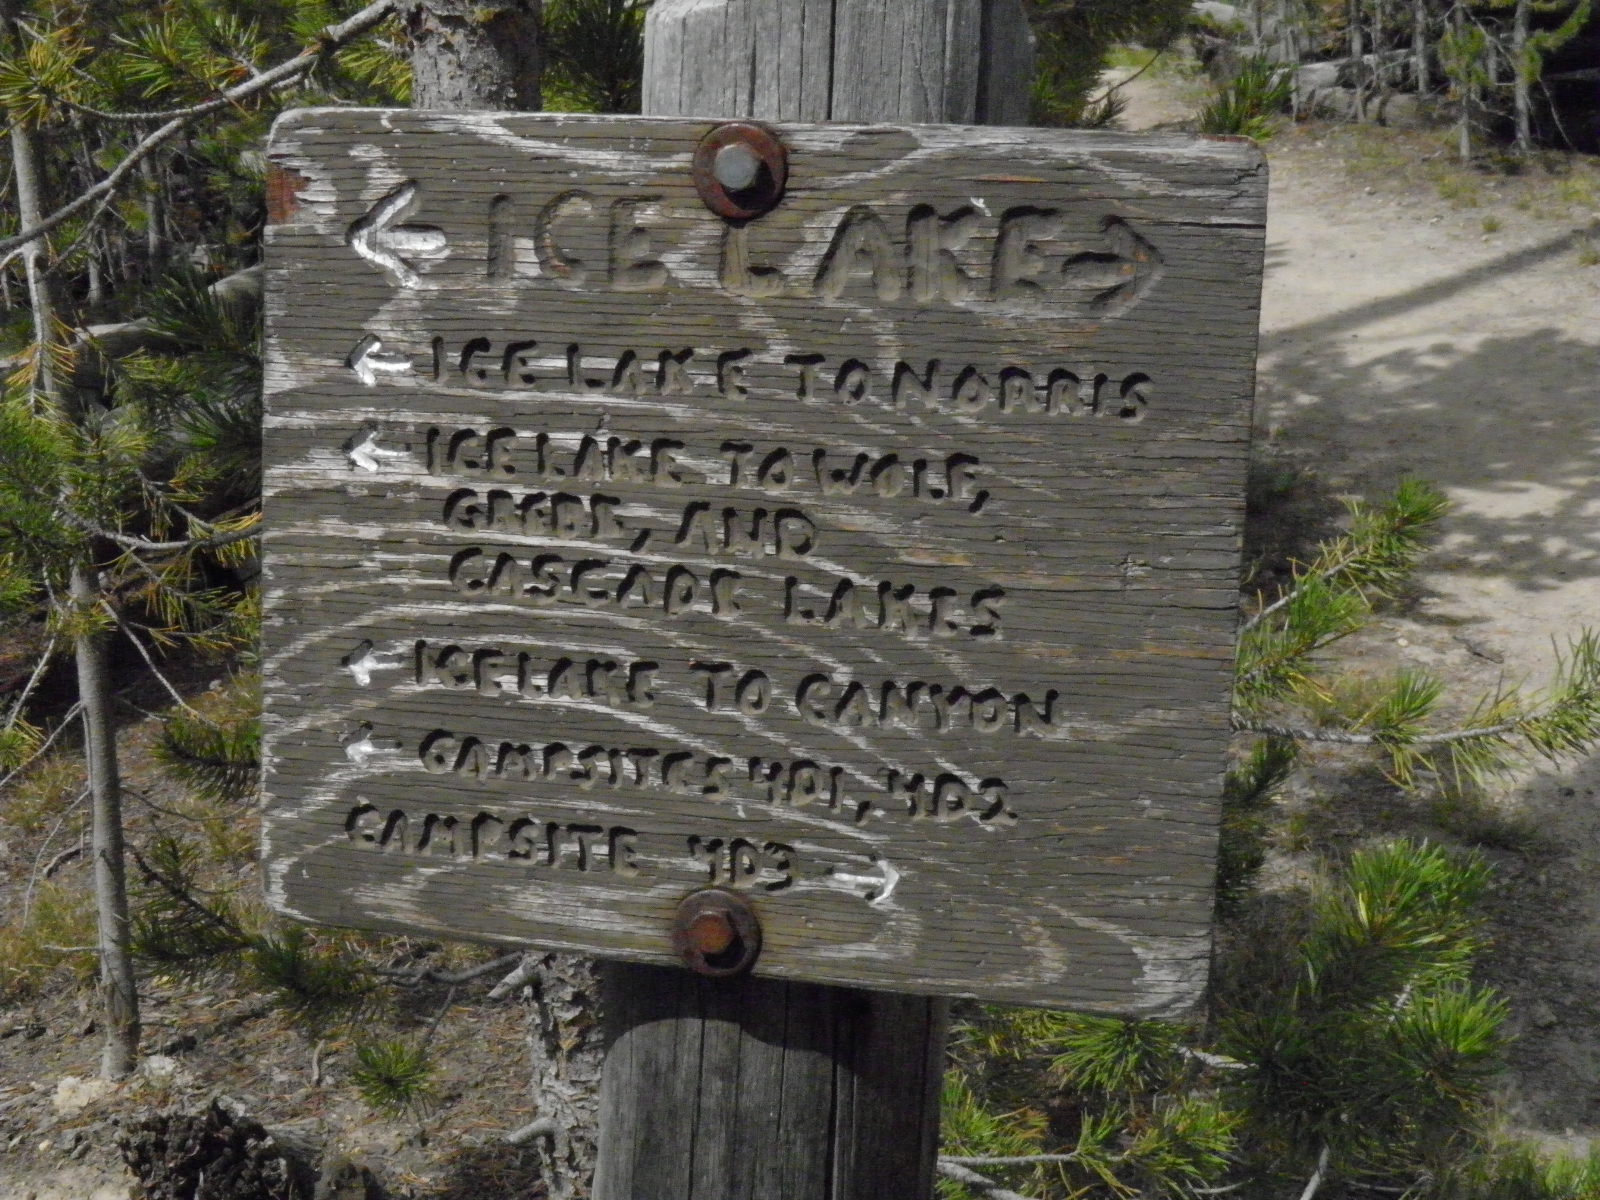 ← ICE LAKE →
← ICE LAKE TO NORRIS
← ICE LAKE TO WOLF,
GREBE, AND
CASCADE LAKES
← ICE LAKE TO CANYON
← CAMPSITES 4D1, 4D2
CAMPSITE 4D3 →